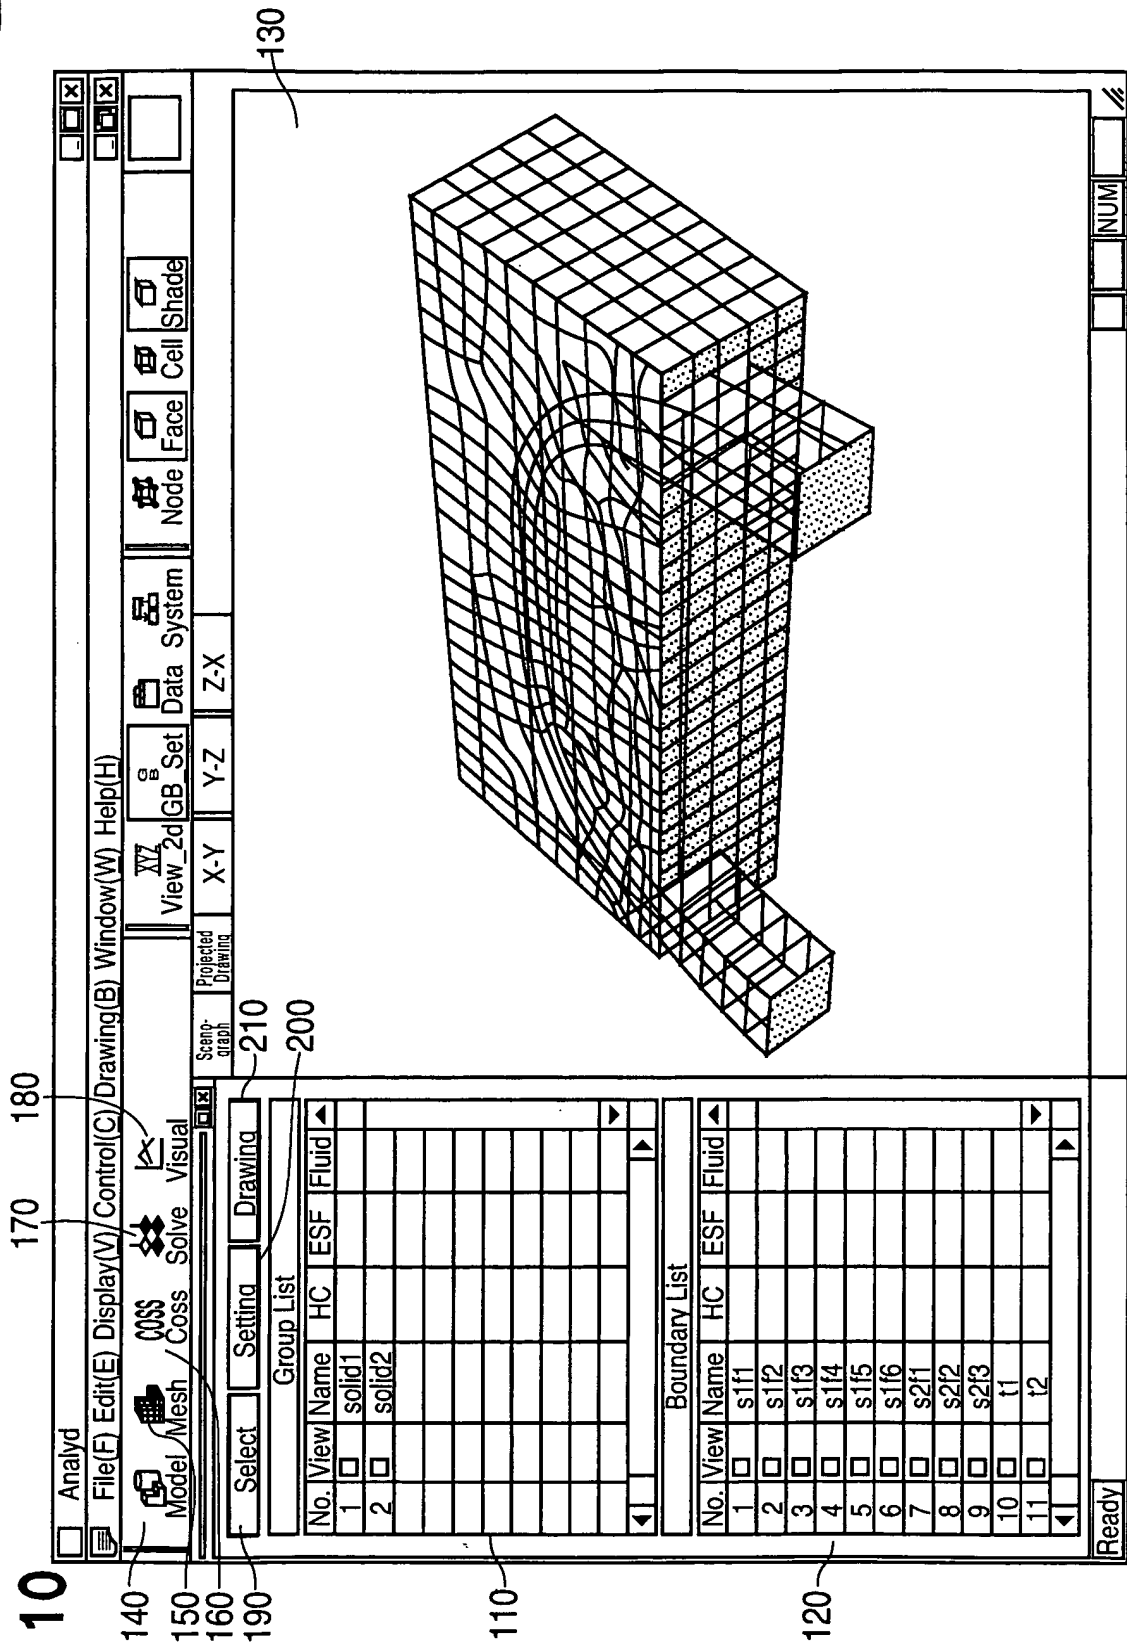 10
Analyd
File(F) Edit(E) Display(V) Control(C) Drawing(B) Window(W) Help(H)
140
150
160
170
180
Model Mesh COSS Coss Solve Visual XYZ View_2d G B GB_Set Data System Node Face Cell Shade
190
Select Setting Drawing
210
200
Sceno-
graph
Projected
Drawing
X-Y Y-Z Z-X
130
Group List
No. View Name HC ESF Fluid
1 solid1
2 solid2
110
Boundary List
No. View Name HC ESF Fluid
1 s1f1
2 s1f2
3 s1f3
4 s1f4
5 s1f5
6 s1f6
7 s2f1
8 s2f2
9 s2f3
10 t1
11 t2
120
Ready NUM